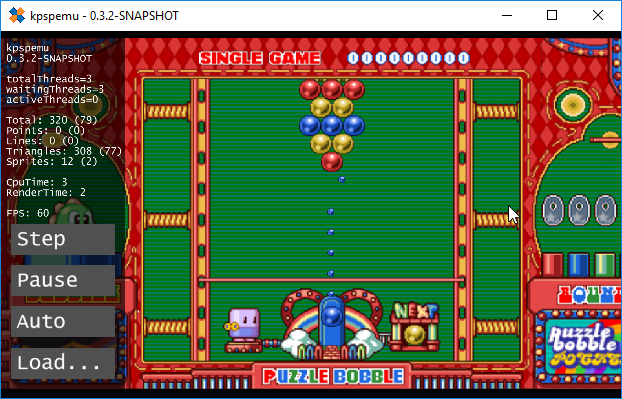 kpspemu - 0.3.2-SNAPSHOT
kpspemu
0.3.2-SNAPSHOT
totalThreads=3
waitingThreads=3
activeThreads=0
Total: 320 (79)
Points: 0 (0)
Lines: 0 (0)
Triangles: 308 (77)
Sprites: 12 (2)
CpuTime: 3
RenderTime: 2
FPS: 60
Step
Pause
Auto
Load...
SINGLE GAME 000000000
NEXT
PUZZLE BOBBLE
Puzzle
bobble
POCKET